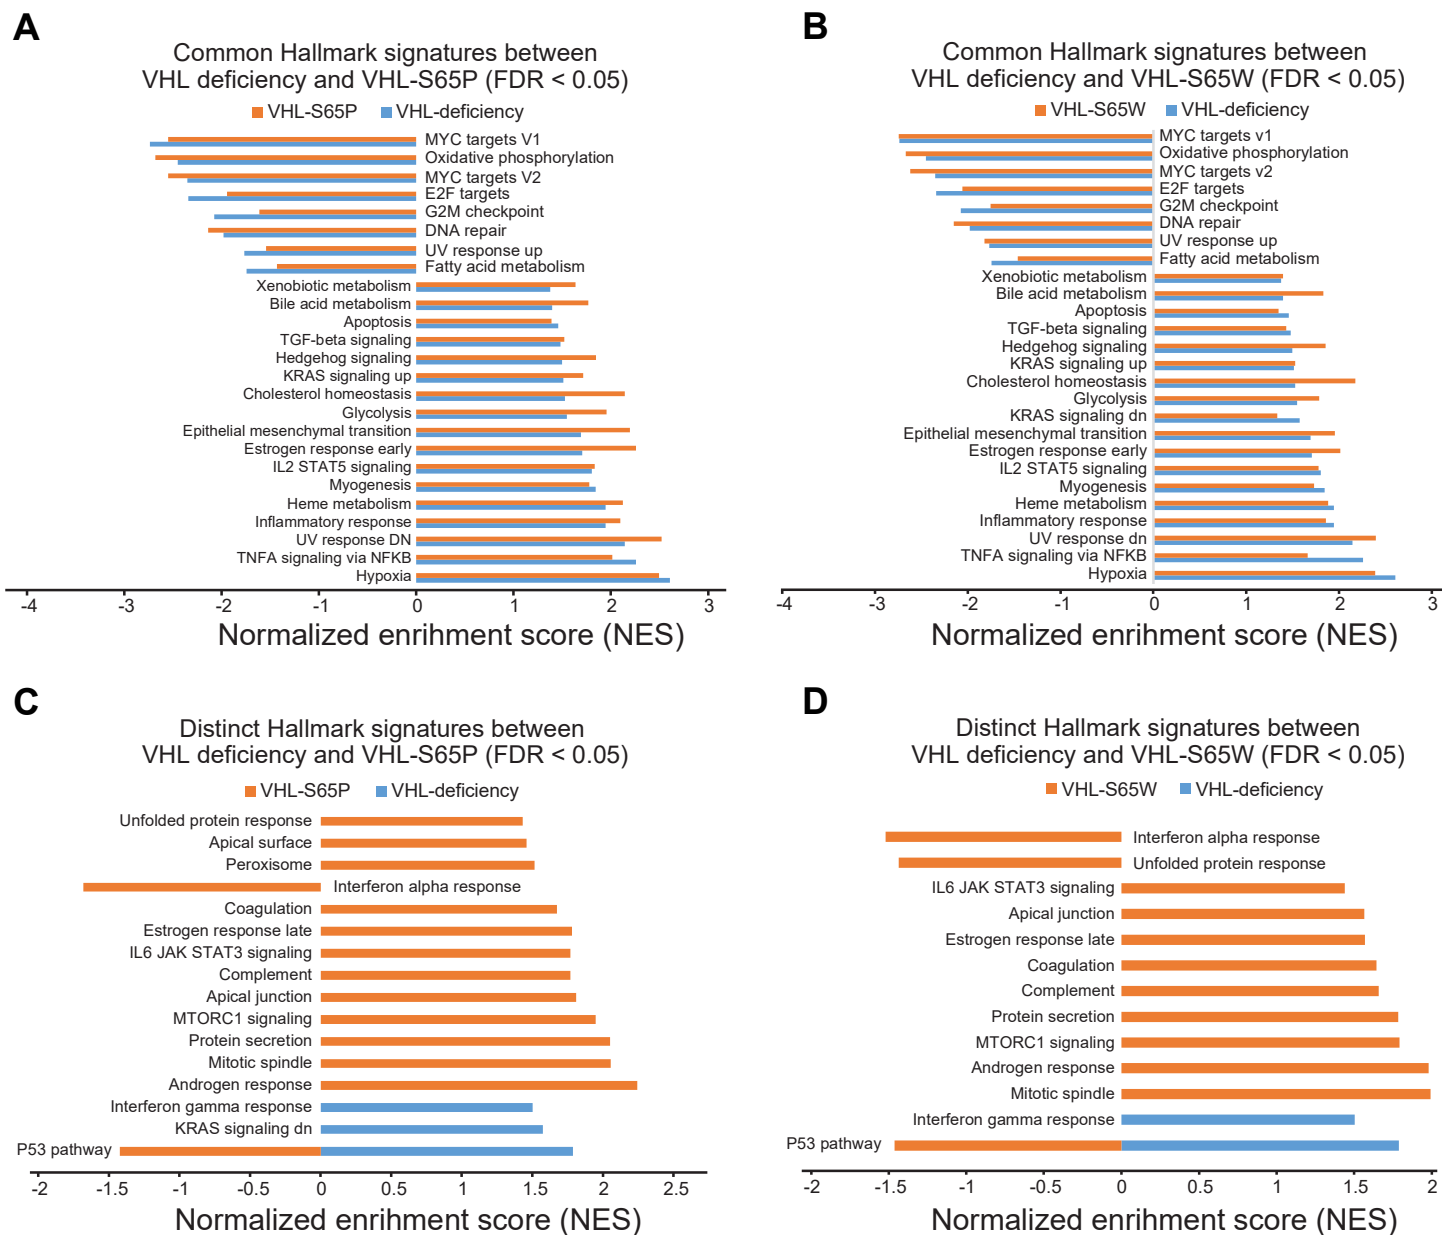 A
Common Hallmark signatures between
VHL deficiency and VHL-S65P (FDR < 0.05)
VHL-S65P VHL-deficiency
MYC targets V1
Oxidative phosphorylation
MYC targets V2
E2F targets
G2M checkpoint
DNA repair
UV response up
Fatty acid metabolism
Xenobiotic metabolism
Bile acid metabolism
Apoptosis
TGF-beta signaling
Hedgehog signaling
KRAS signaling up
Cholesterol homeostasis
Glycolysis
Epithelial mesenchymal transition
Estrogen response early
IL2 STAT5 signaling
Myogenesis
Heme metabolism
Inflammatory response
UV response DN
TNFA signaling via NFKB
Hypoxia
-4 -3 -2 -1 0 1 2 3
Normalized enrihment score (NES)
B
Common Hallmark signatures between
VHL deficiency and VHL-S65W (FDR < 0.05)
VHL-S65W VHL-deficiency
MYC targets v1
Oxidative phosphorylation
MYC targets v2
E2F targets
G2M checkpoint
DNA repair
UV response up
Fatty acid metabolism
Xenobiotic metabolism
Bile acid metabolism
Apoptosis
TGF-beta signaling
Hedgehog signaling
KRAS signaling up
Cholesterol homeostasis
Glycolysis
KRAS signaling dn
Epithelial mesenchymal transition
Estrogen response early
IL2 STAT5 signaling
Myogenesis
Heme metabolism
Inflammatory response
UV response dn
TNFA signaling via NFKB
Hypoxia
-4 -3 -2 -1 0 1 2 3
Normalized enrihment score (NES)
C
Distinct Hallmark signatures between
VHL deficiency and VHL-S65P (FDR < 0.05)
VHL-S65P VHL-deficiency
Unfolded protein response
Apical surface
Peroxisome
Interferon alpha response
Coagulation
Estrogen response late
IL6 JAK STAT3 signaling
Complement
Apical junction
MTORC1 signaling
Protein secretion
Mitotic spindle
Androgen response
Interferon gamma response
KRAS signaling dn
P53 pathway
-2 -1.5 -1 -0.5 0 0.5 1 1.5 2 2.5
Normalized enrihment score (NES)
D
Distinct Hallmark signatures between
VHL deficiency and VHL-S65W (FDR < 0.05)
VHL-S65W VHL-deficiency
Interferon alpha response
Unfolded protein response
IL6 JAK STAT3 signaling
Apical junction
Estrogen response late
Coagulation
Complement
Protein secretion
MTORC1 signaling
Androgen response
Mitotic spindle
Interferon gamma response
P53 pathway
-2 -1.5 -1 -0.5 0 0.5 1 1.5 2
Normalized enrihment score (NES)